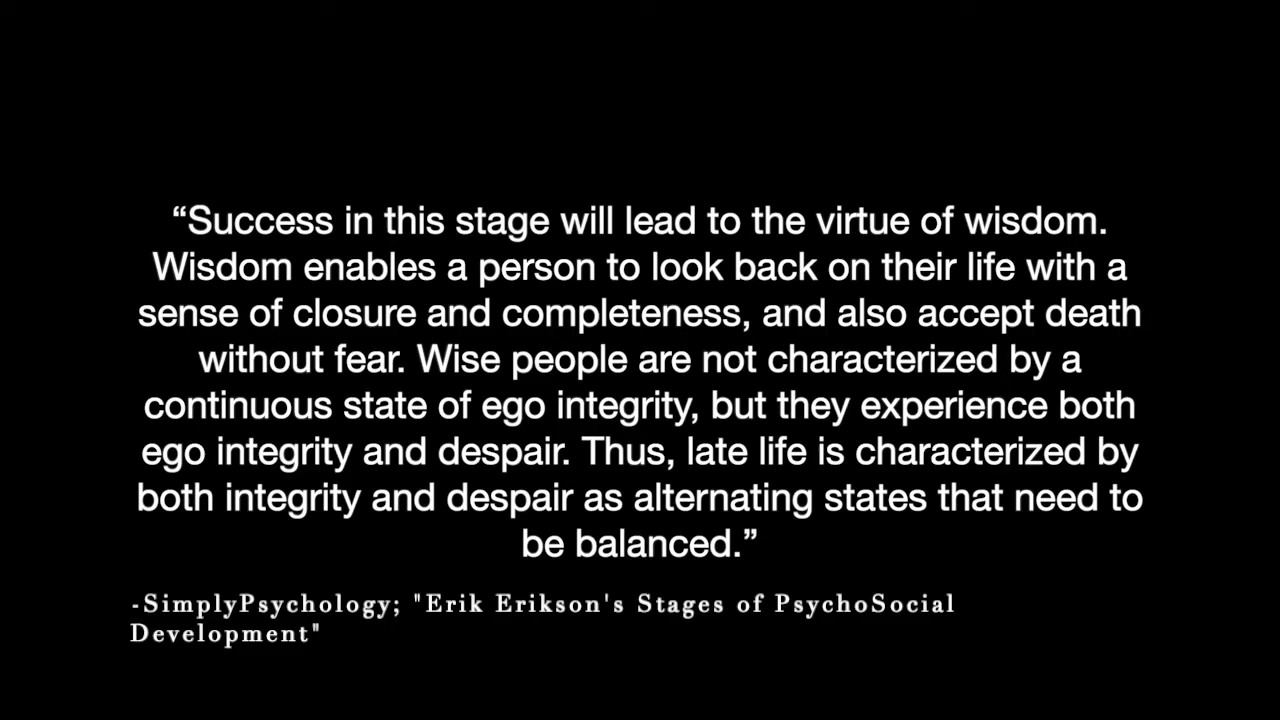 “Success in this stage will lead to the virtue of wisdom.
Wisdom enables a person to look back on their life with a
sense of closure and completeness, and also accept death
without fear. Wise people are not characterized by a
continuous state of ego integrity, but they experience both
ego integrity and despair. Thus, late life is characterized by
both integrity and despair as alternating states that need to
be balanced.”
-SimplyPsychology; "Erik Erikson's Stages of PsychoSocial
Development"